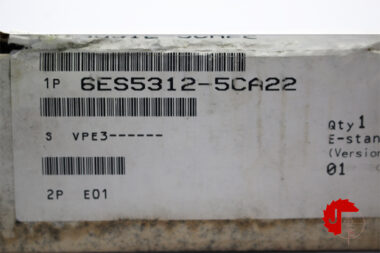 1P 6ES5312-5CA22
S VPE3------
Qty 1
E-stan
(Version
01
2P E01